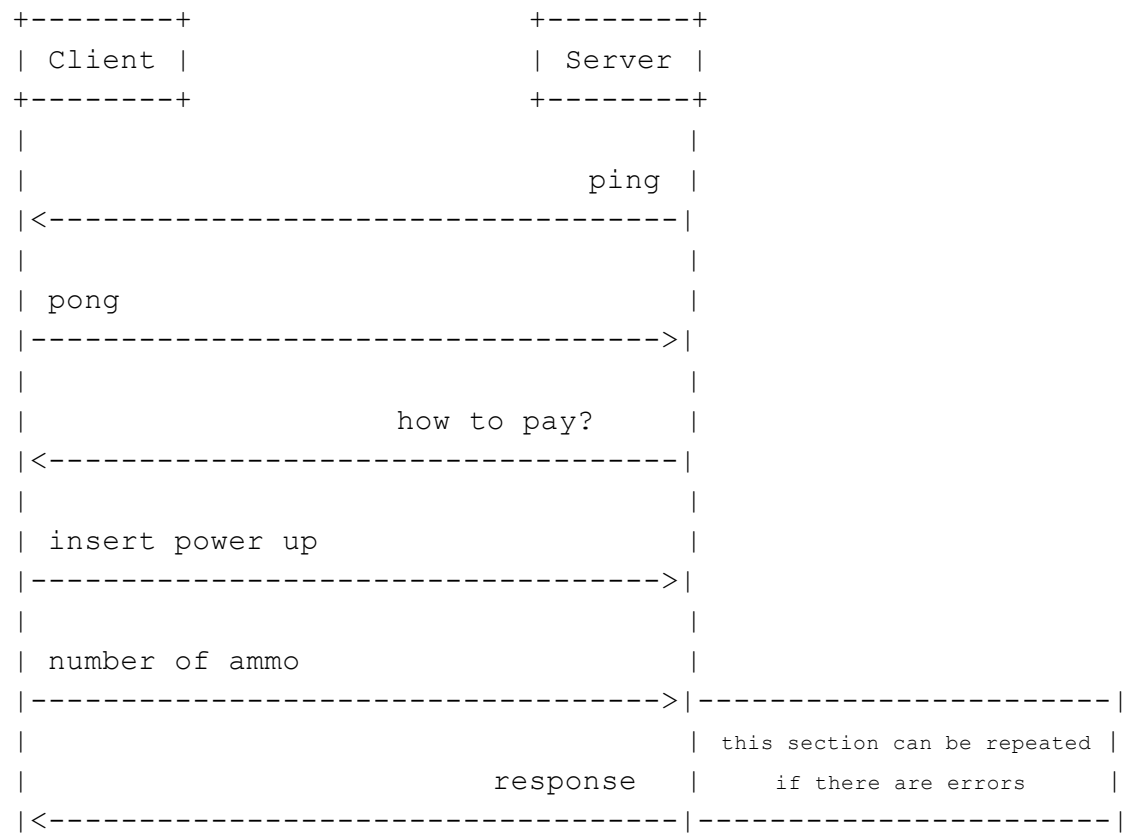 +--------+ +--------+
| Client | | Server |
+--------+ +--------+
| |
| ping |
|<-----------------------------------|
| |
| pong |
|----------------------------------->|
| |
| how to pay? |
|<-----------------------------------|
| |
| insert power up |
|----------------------------------->|
| |
| number of ammo |
|----------------------------------->|-----------------------|
| | this section can be repeated |
| response | if there are errors |
|<-----------------------------------|-----------------------|